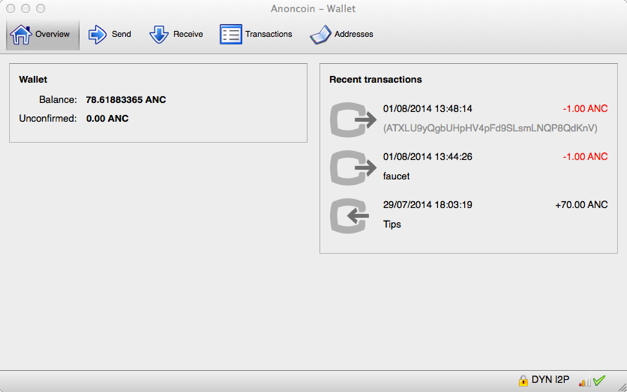 Anoncoin – Wallet
Overview Send Receive Transactions Addresses
Wallet
Balance: 78.61883365 ANC
Unconfirmed: 0.00 ANC
Recent transactions
01/08/2014 13:48:14 -1.00 ANC
(ATXLU9yQgbUHpHV4pFd9SLsmLNQP8QdKnV)
01/08/2014 13:44:26 -1.00 ANC
faucet
29/07/2014 18:03:19 +70.00 ANC
Tips
DYN I2P